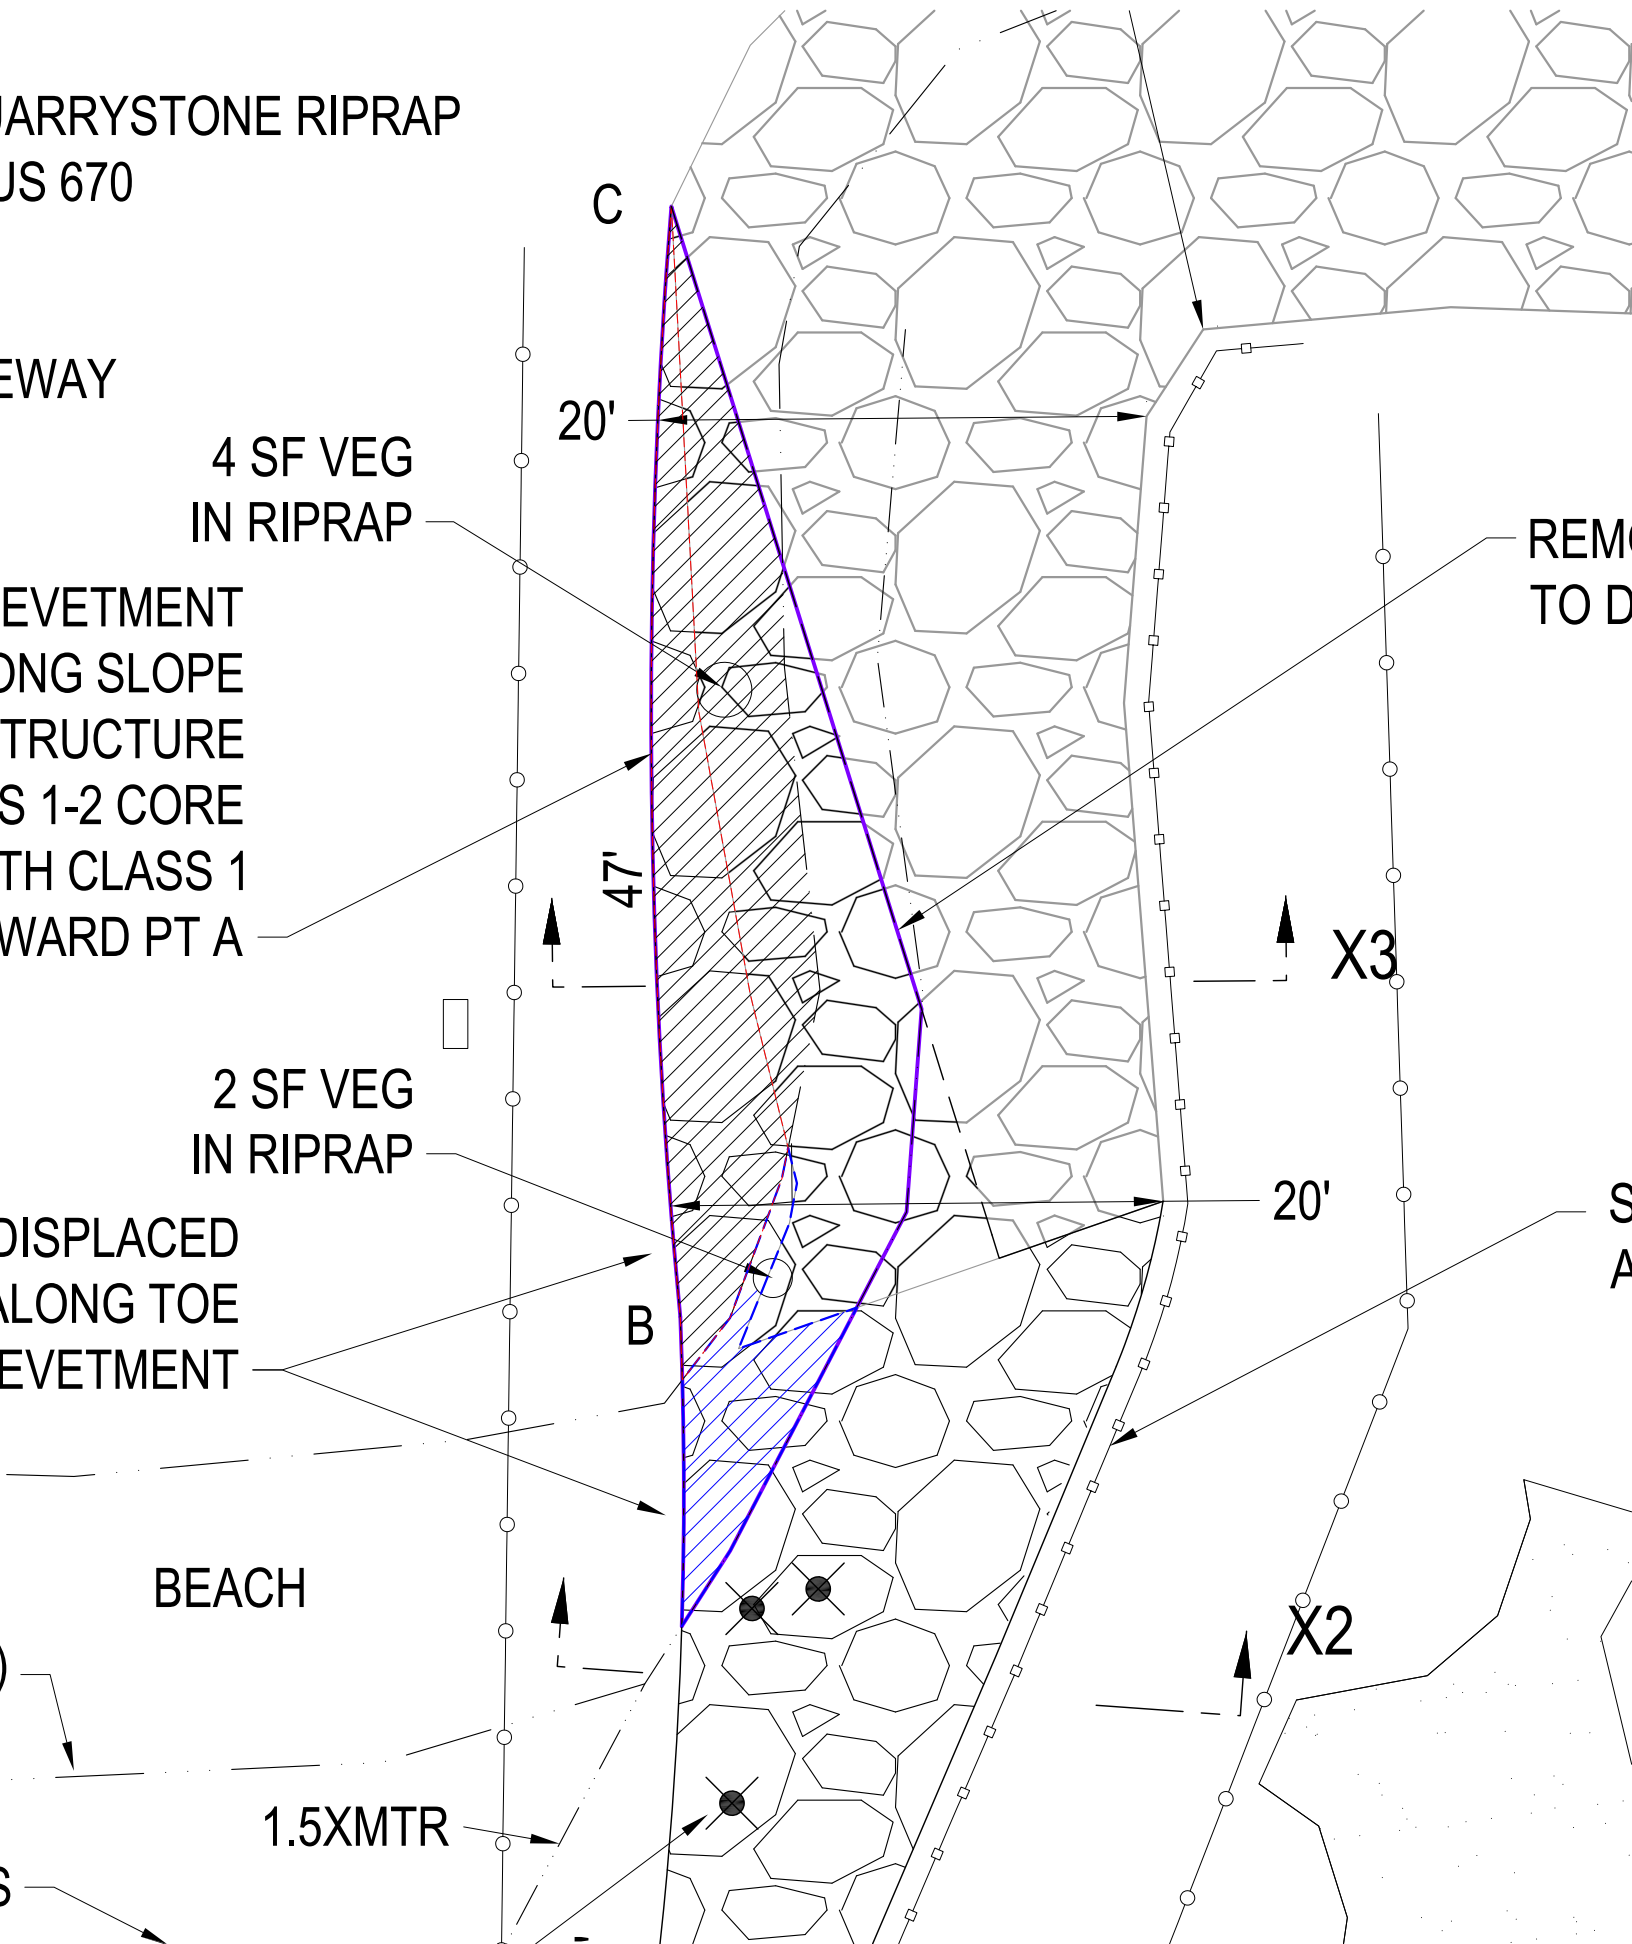 UARRYSTONE RIPRAP
US 670
C
EWAY
20'
4 SF VEG
IN RIPRAP
REM
TO D
EVETMENT
ONG SLOPE
TRUCTURE
S 1-2 CORE
TH CLASS 1
WARD PT A
47'
X3
2 SF VEG
IN RIPRAP
20'
S
A
DISPLACED
ALONG TOE
EVETMENT
B
BEACH
X2
)
1.5XMTR
S